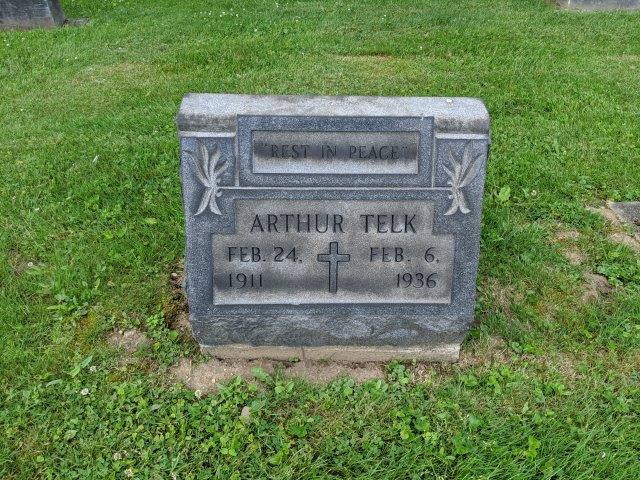 "REST IN PEACE"
ARTHUR TELK
FEB. 24, FEB. 6,
1911 1936